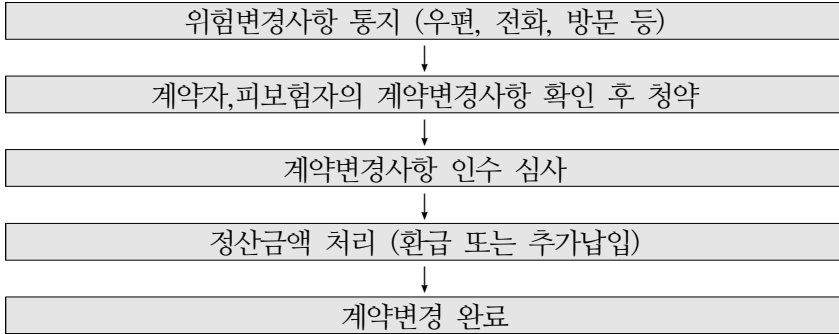 위험변경사항 통지 (우편, 전화, 방문 등)
계약자,피보험자의 계약변경사항 확인 후 청약
계약변경사항 인수 심사
정산금액 처리 (환급 또는 추가납입)
계약변경 완료